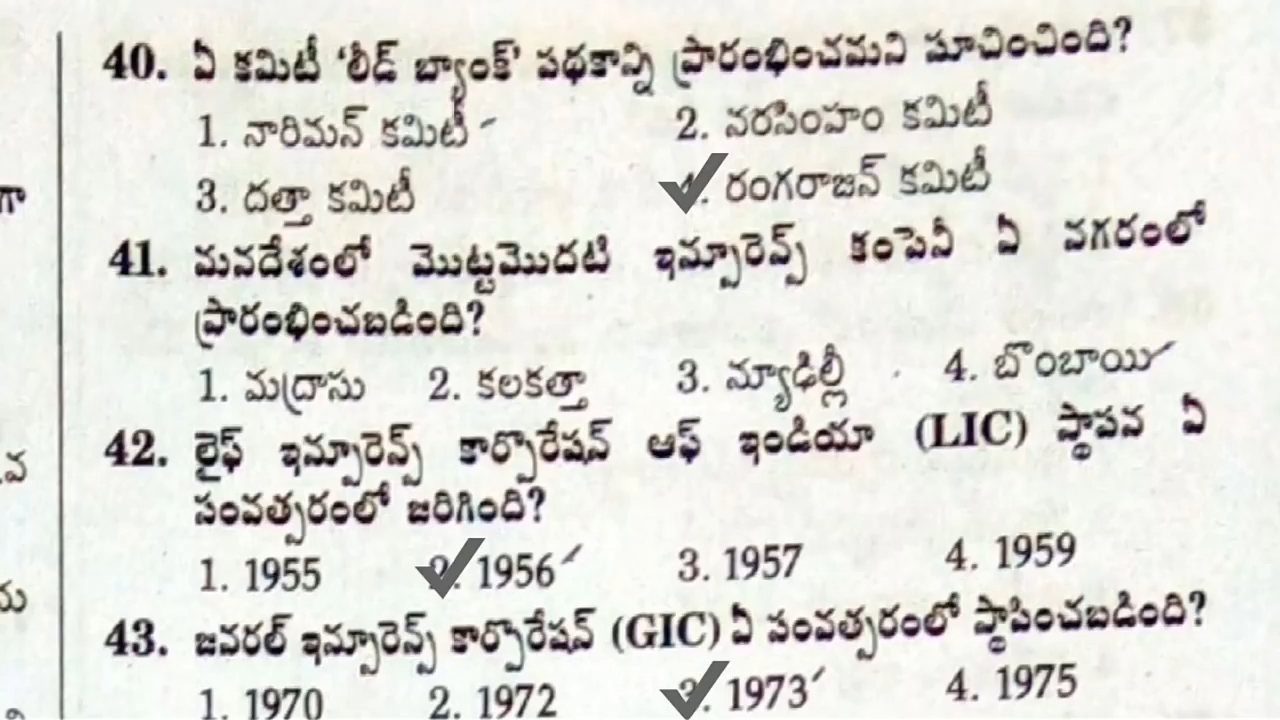 40. ఏ కమిటీ 'లీడ్ బ్యాంక్' పథకాన్ని ప్రారంభించమని సూచించింది?
1. నారిమన్ కమిటీ 2. నరసింహం కమిటీ
3. దత్తా కమిటీ 4. రంగరాజన్ కమిటీ
గా
41. మనదేశంలో మొట్టమొదటి ఇన్సూరెన్స్ కంపెనీ ఏ నగరంలో
ప్రారంభించబడింది?
1. మద్రాసు 2. కలకత్తా 3. న్యూఢిల్లీ 4. బొంబాయి
42. లైఫ్ ఇన్సూరెన్స్ కార్పొరేషన్ ఆఫ్ ఇండియా (LIC) స్థాపన ఏ
సంవత్సరంలో జరిగింది?
1. 1955 2. 1956 3. 1957 4. 1959
43. జనరల్ ఇన్సూరెన్స్ కార్పొరేషన్ (GIC) ఏ సంవత్సరంలో స్థాపించబడింది?
1. 1970 2. 1972 3. 1973 4. 1975